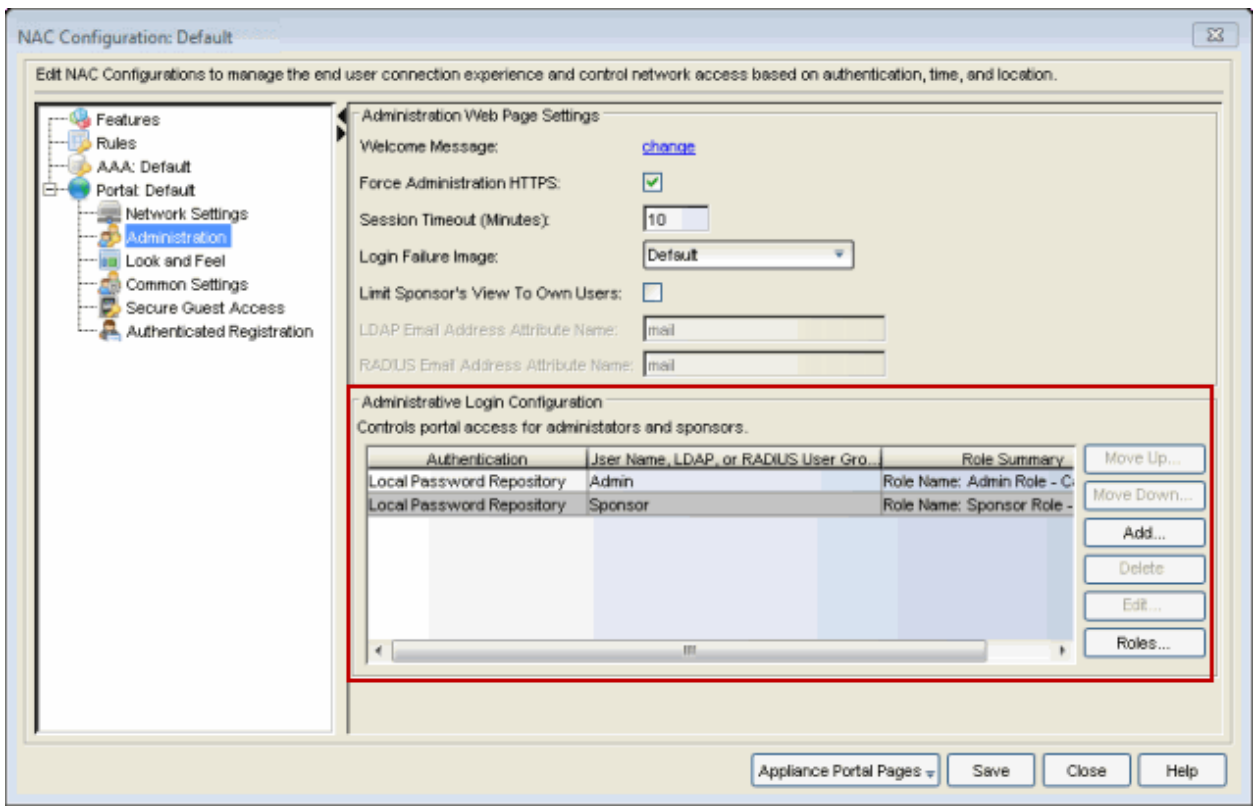 NAC Configuration: Default
Edit NAC Configurations to manage the end user connection experience and control network access based on authentication, time, and location.
Features
Rules
AAA: Default
Portal: Default
Network Settings
Administration
Look and Feel
Common Settings
Secure Guest Access
Authenticated Registration
Administration Web Page Settings
Welcome Message: change
Force Administration HTTPS:
Session Timeout (Minutes): 10
Login Failure Image: Default
Limit Sponsor's View To Own Users:
LDAP Email Address Attribute Name: mail
RADIUS Email Address Attribute Name: mail
Administrative Login Configuration
Controls portal access for administators and sponsors.
Authentication User Name, LDAP, or RADIUS User Gro... Role Summary
Local Password Repository Admin Role Name: Admin Role - C
Local Password Repository Sponsor Role Name: Sponsor Role -
Move Up...
Move Down...
Add...
Delete
Edit...
Roles...
Appliance Portal Pages Save Close Help